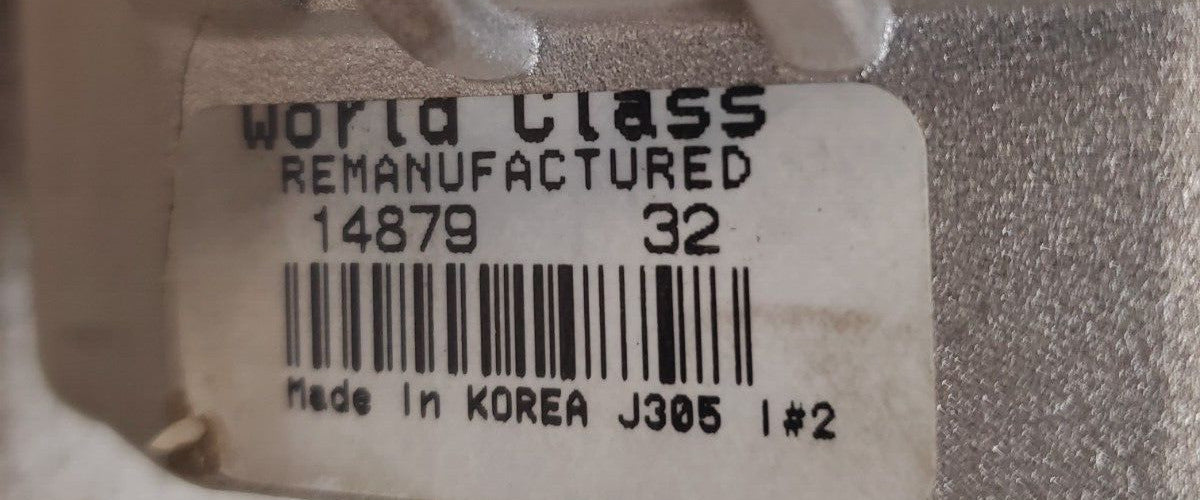 World Class
REMANUFACTURED
14879 32
Made In KOREA J305 I#2